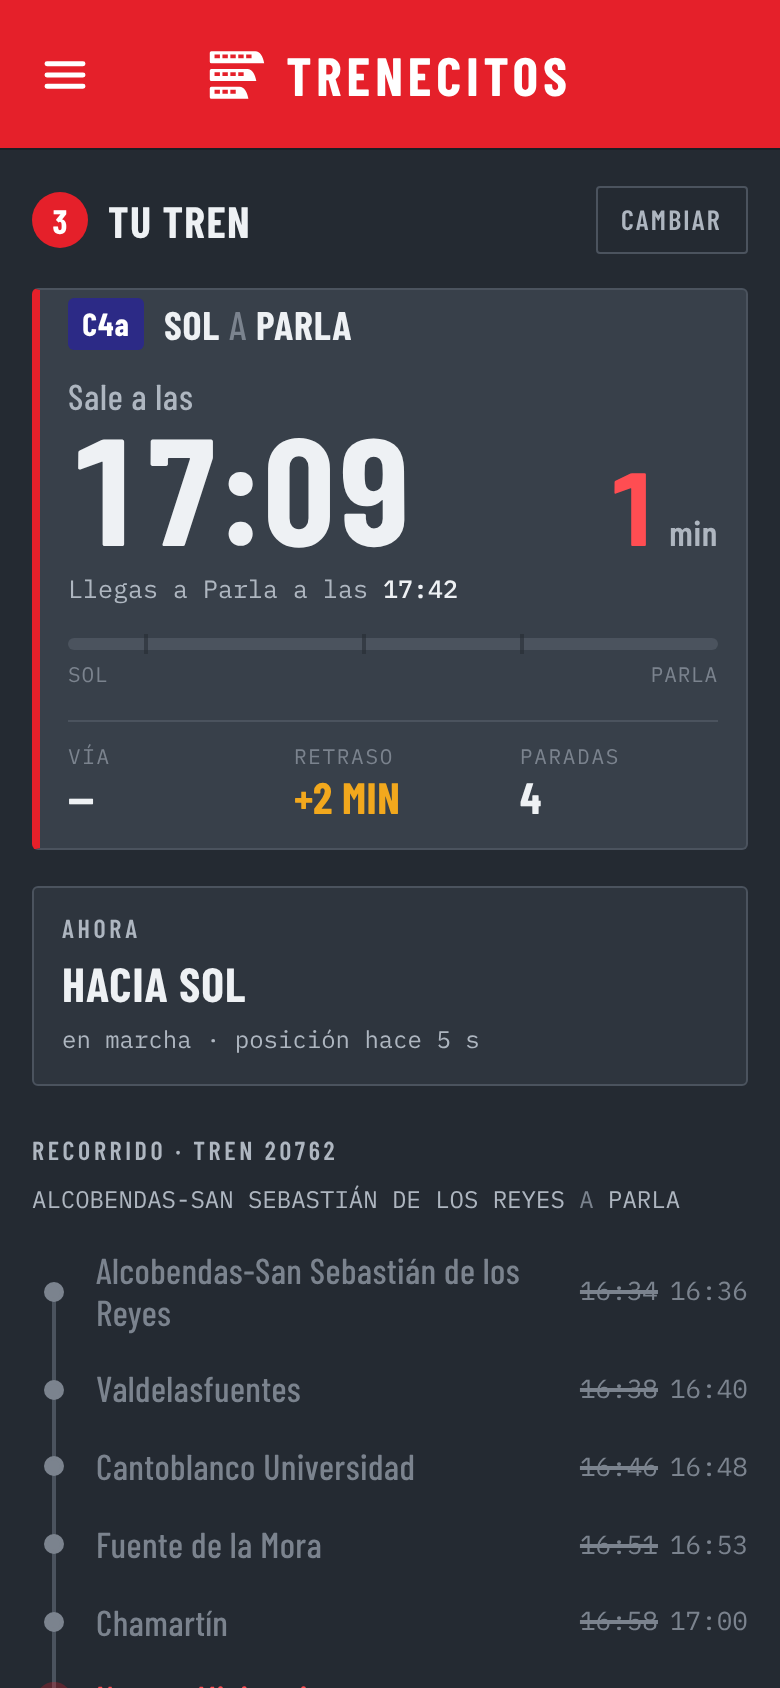 TRENECITOS
3 TU TREN CAMBIAR
C4a SOL A PARLA
Sale a las
17:09 1 min
Llegas a Parla a las 17:42
SOL PARLA
VÍA RETRASO PARADAS
– +2 MIN 4
AHORA
HACIA SOL
en marcha · posición hace 5 s
RECORRIDO · TREN 20762
ALCOBENDAS-SAN SEBASTIÁN DE LOS REYES A PARLA
Alcobendas-San Sebastián de los
Reyes 16:34 16:36
Valdelasfuentes 16:38 16:40
Cantoblanco Universidad 16:46 16:48
Fuente de la Mora 16:51 16:53
Chamartín 16:58 17:00